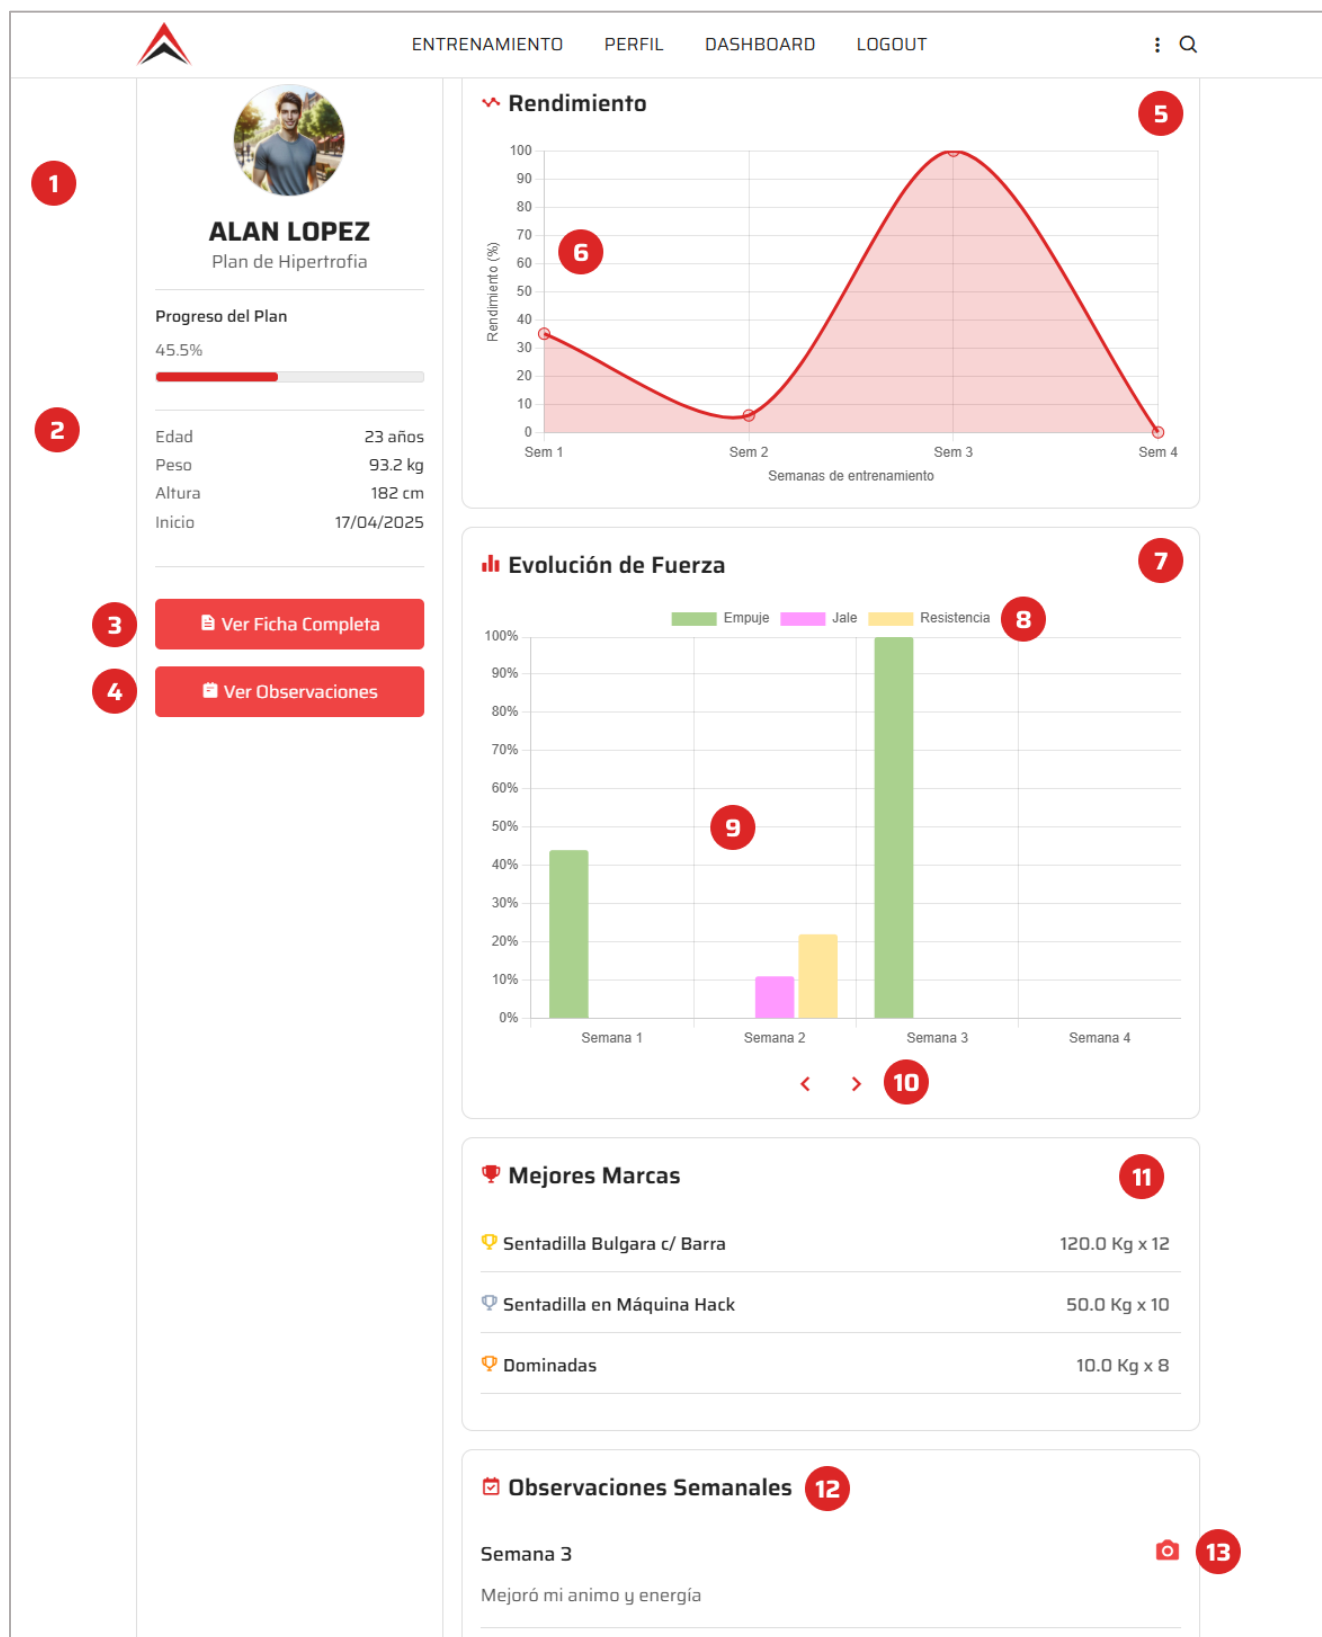 ENTRENAMIENTO PERFIL DASHBOARD LOGOUT
1
ALAN LOPEZ
Plan de Hipertrofia
Progreso del Plan
45.5%
2
Edad 23 años
Peso 93.2 kg
Altura 182 cm
Inicio 17/04/2025
3
Ver Ficha Completa
4
Ver Observaciones
Rendimiento
5
100
90
80
70
60
50
40
30
20
10
0
Rendimiento (%)
6
Sem 1 Sem 2 Sem 3 Sem 4
Semanas de entrenamiento
Evolución de Fuerza
7
Empuje Jale Resistencia
8
100%
90%
80%
70%
60%
50%
40%
30%
20%
10%
0%
9
Semana 1 Semana 2 Semana 3 Semana 4
10
Mejores Marcas
11
Sentadilla Bulgara c/ Barra 120.0 Kg x 12
Sentadilla en Máquina Hack 50.0 Kg x 10
Dominadas 10.0 Kg x 8
Observaciones Semanales
12
Semana 3
13
Mejoró mi animo y energía